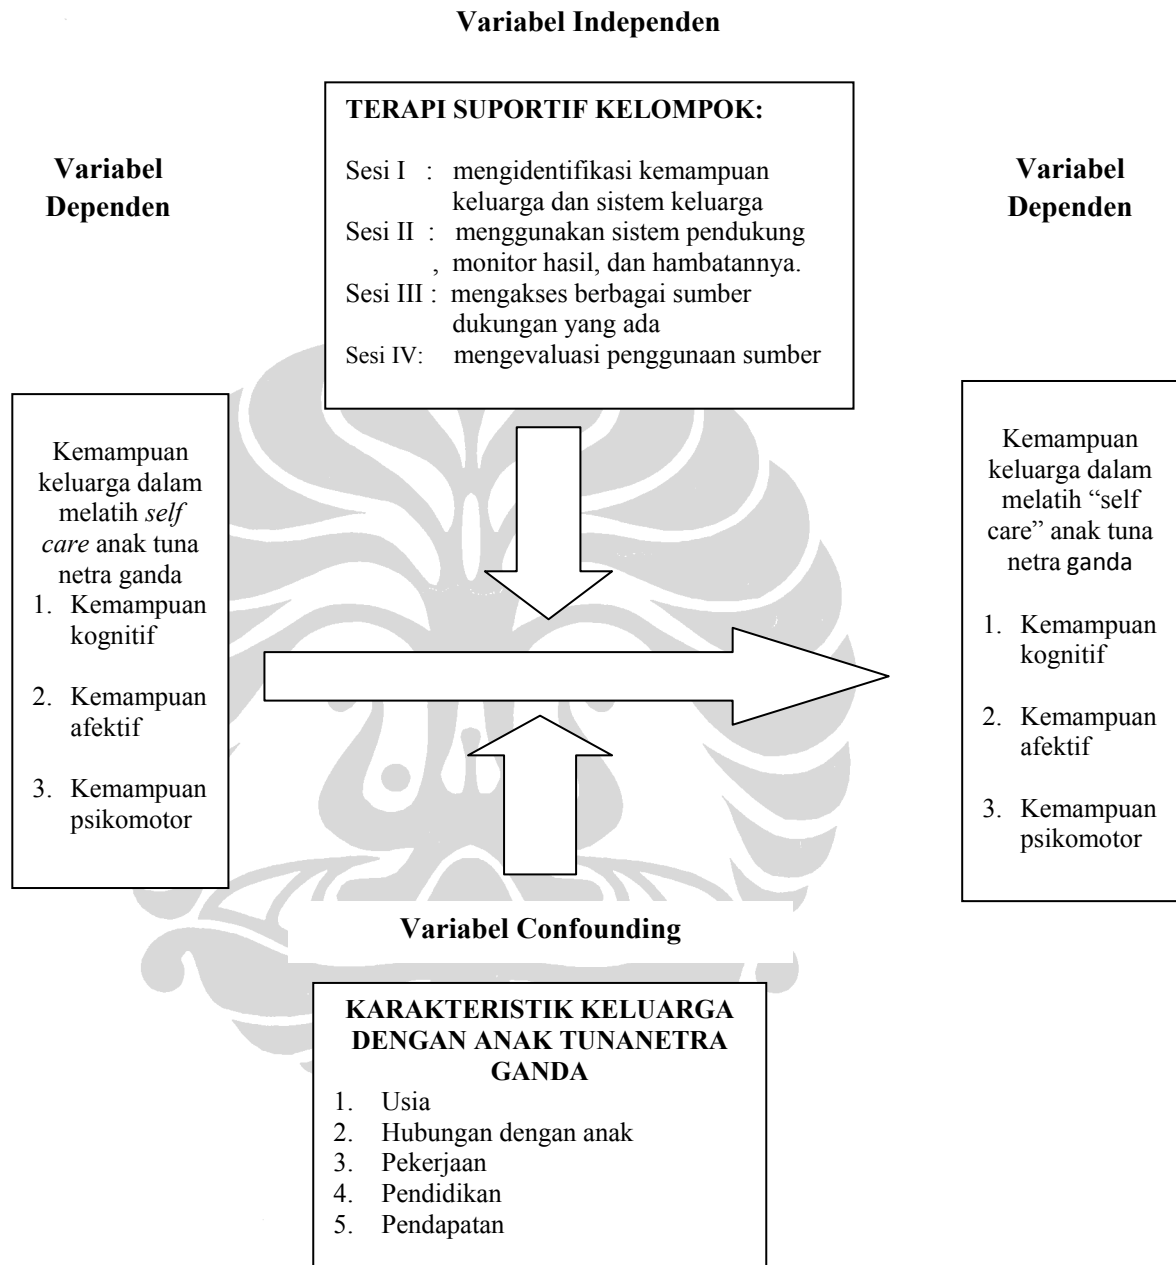 Variabel Independen
TERAPI SUPORTIF KELOMPOK:
Sesi I : mengidentifikasi kemampuan
keluarga dan sistem keluarga
Sesi II : menggunakan sistem pendukung
, monitor hasil, dan hambatannya.
Sesi III : mengakses berbagai sumber
dukungan yang ada
Sesi IV: mengevaluasi penggunaan sumber
Variabel
Dependen
Kemampuan
keluarga dalam
melatih self
care anak tuna
netra ganda
1. Kemampuan
kognitif
2. Kemampuan
afektif
3. Kemampuan
psikomotor
Variabel
Dependen
Kemampuan
keluarga dalam
melatih “self
care” anak tuna
netra ganda
1. Kemampuan
kognitif
2. Kemampuan
afektif
3. Kemampuan
psikomotor
Variabel Confounding
KARAKTERISTIK KELUARGA
DENGAN ANAK TUNANETRA
GANDA
1. Usia
2. Hubungan dengan anak
3. Pekerjaan
4. Pendidikan
5. Pendapatan